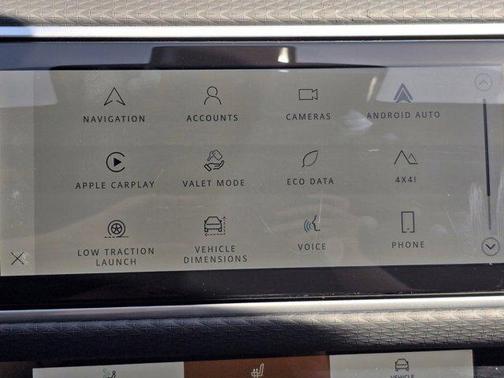 NAVIGATION
ACCOUNTS
CAMERAS
ANDROID AUTO
APPLE CARPLAY
VALET MODE
ECO DATA
4X4I
LOW TRACTION
LAUNCH
VEHICLE
DIMENSIONS
VOICE
PHONE
VEHICLE